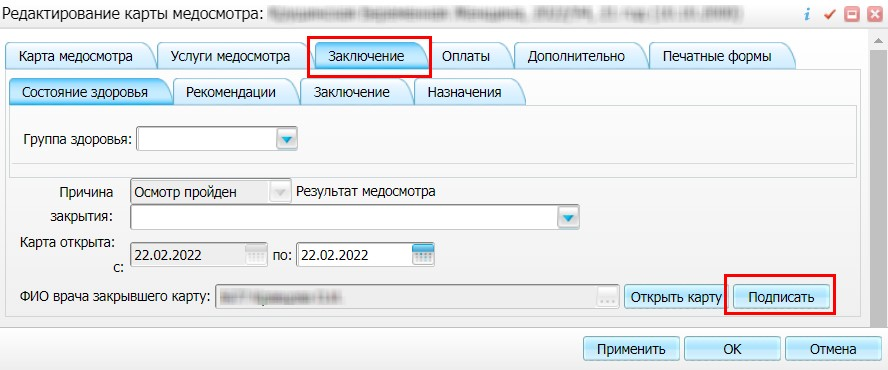 Редактирование карты медосмотра:
Карта медосмотра Услуги медосмотра Заключение Оплаты Дополнительно Печатные формы
Состояние здоровья Рекомендации Заключение Назначения
Группа здоровья:
Причина Осмотр пройден Результат медосмотра
закрытия:
Карта открыта:
с: 22.02.2022 по: 22.02.2022
ФИО врача закрывшего карту: ... Открыть карту Подписать
Применить OK Отмена